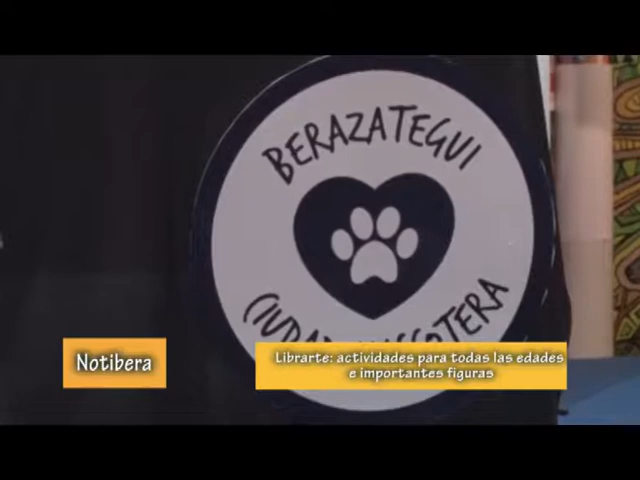 BERAZATEGUI
Notibera
Librarte: actividades para todas las edades
e importantes figuras